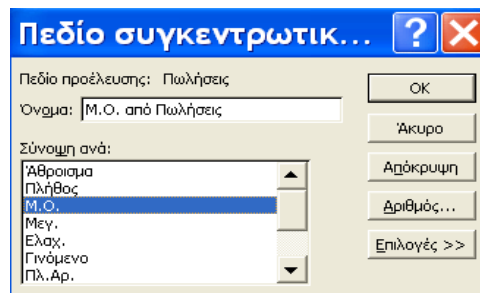 Πεδίο συγκεντρωτικ...
Πεδίο προέλευσης: Πωλήσεις
Όνομα: Μ.Ο. από Πωλήσεις
Σύνοψη ανά:
Άθροισμα
Πλήθος
Μ.Ο.
Μεγ.
Ελαχ.
Γινόμενο
Πλ.Αρ.
OK
Άκυρο
Απόκρυψη
Αριθμός...
Επιλογές >>